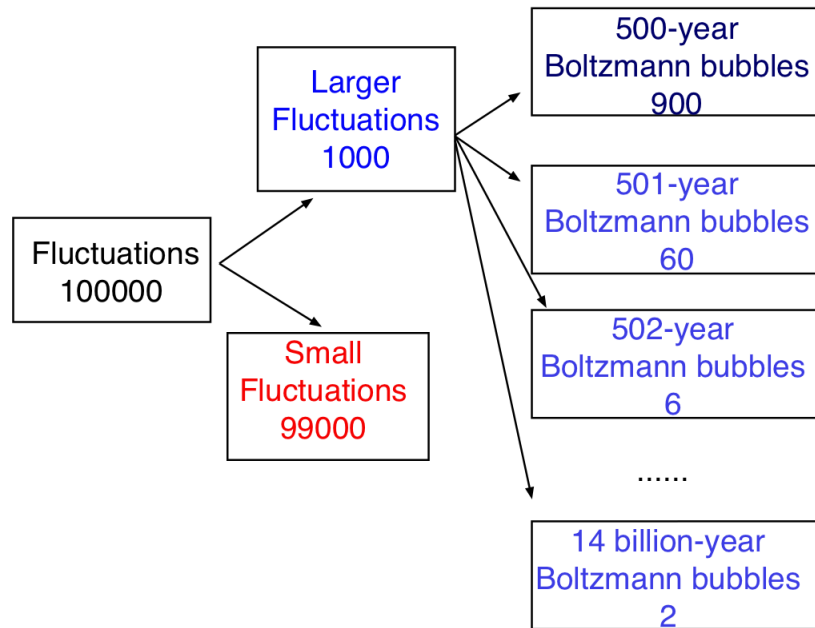 Fluctuations
100000
Larger
Fluctuations
1000
Small
Fluctuations
99000
500-year
Boltzmann bubbles
900
501-year
Boltzmann bubbles
60
502-year
Boltzmann bubbles
6
......
14 billion-year
Boltzmann bubbles
2